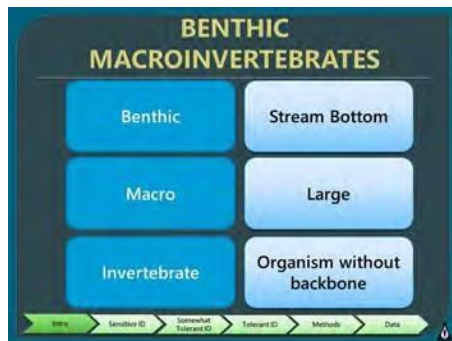 BENTHIC
MACROINVERTEBRATES
Benthic
Stream Bottom
Macro
Large
Invertebrate
Organism without
backbone
Intro
Sensitive ID
Somewhat
Tolerant ID
Tolerant ID
Methods
Data